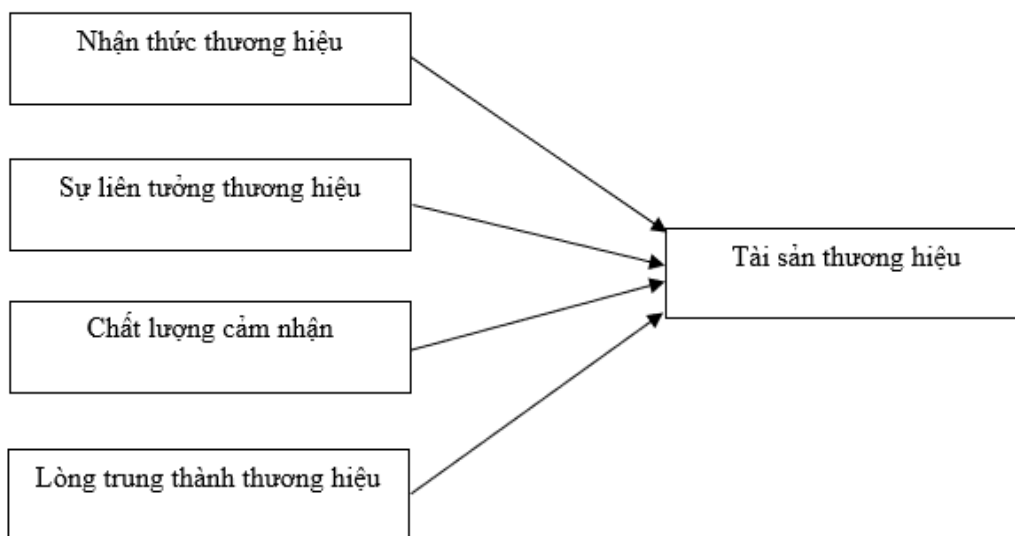 Nhận thức thương hiệu
Sự liên tưởng thương hiệu
Tài sản thương hiệu
Chất lượng cảm nhận
Lòng trung thành thương hiệu